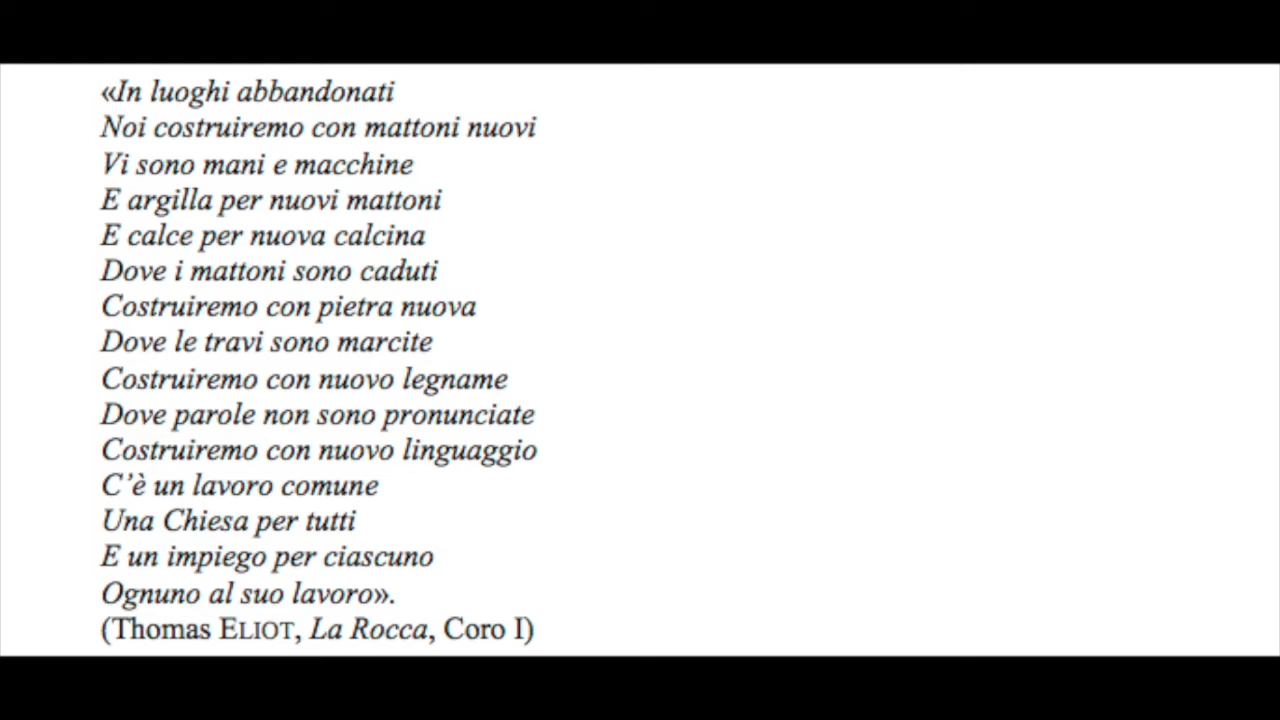 «In luoghi abbandonati
Noi costruiremo con mattoni nuovi
Vi sono mani e macchine
E argilla per nuovi mattoni
E calce per nuova calcina
Dove i mattoni sono caduti
Costruiremo con pietra nuova
Dove le travi sono marcite
Costruiremo con nuovo legname
Dove parole non sono pronunciate
Costruiremo con nuovo linguaggio
C’è un lavoro comune
Una Chiesa per tutti
E un impiego per ciascuno
Ognuno al suo lavoro».
(Thomas ELIOT, La Rocca, Coro I)